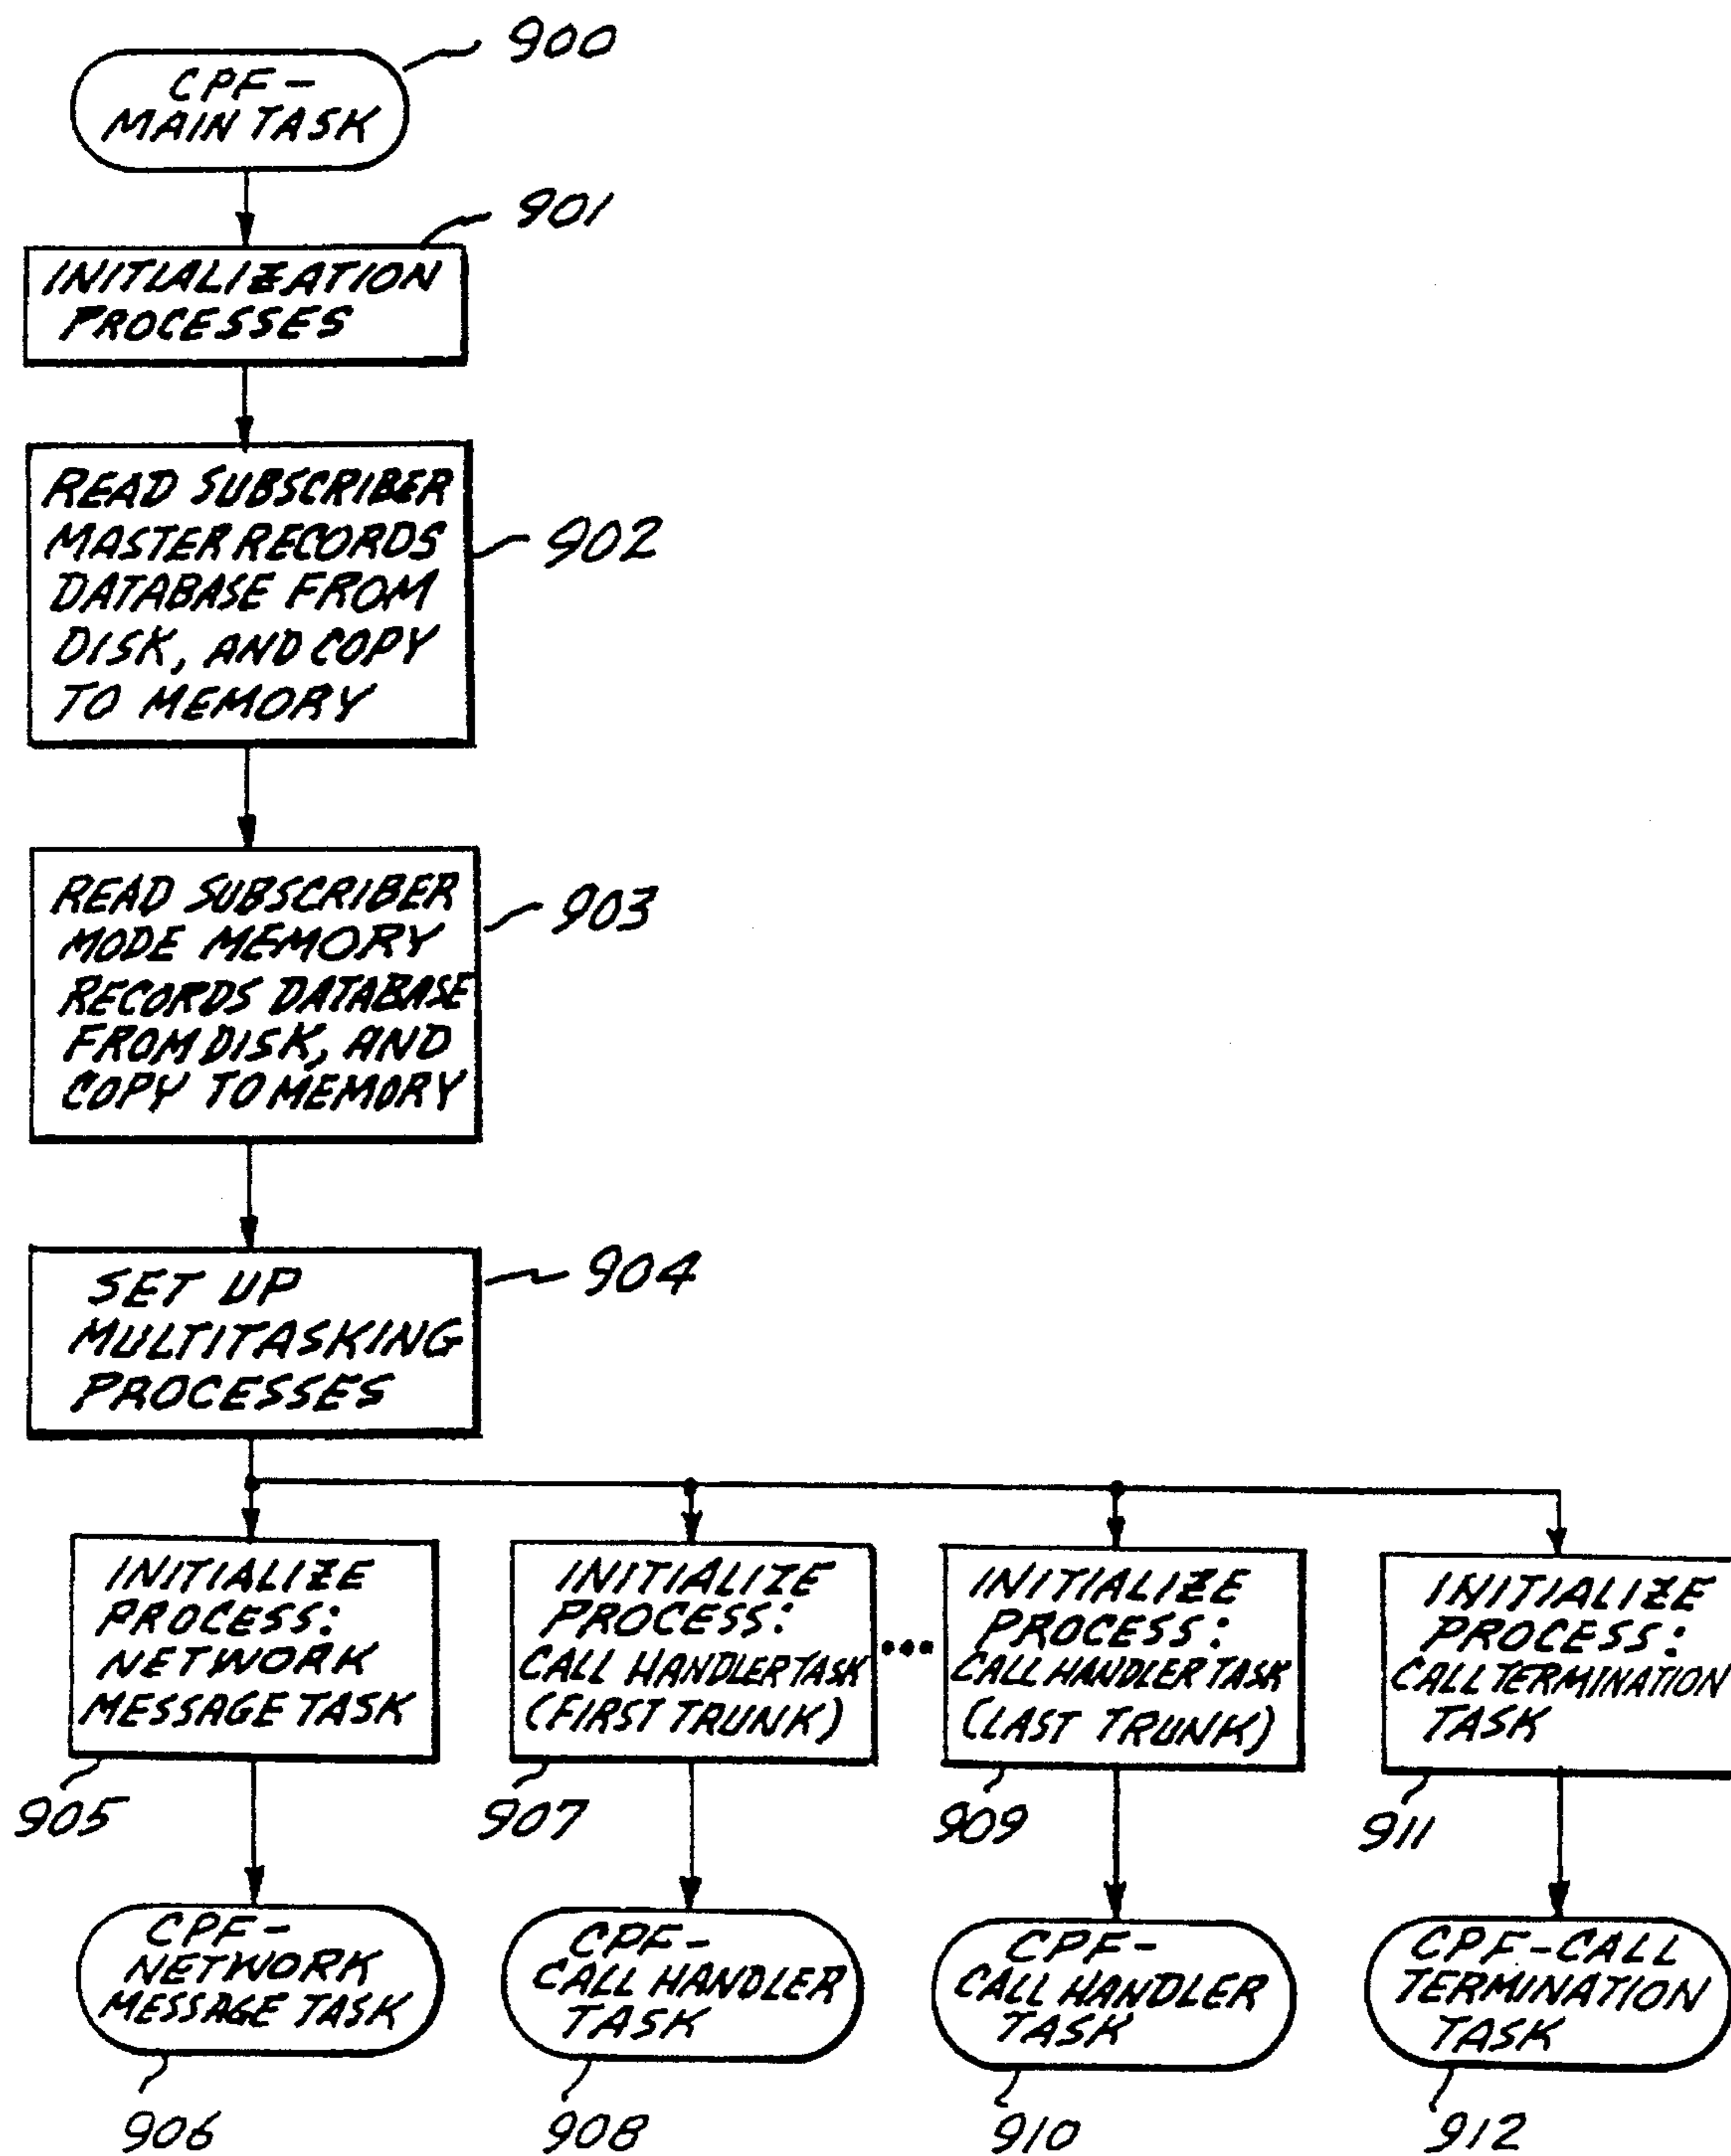 900
CPF-
MAIN TASK
901
INITIALIZATION
PROCESSES
READ SUBSCRIBER
MASTER RECORDS
DATABASE FROM
DISK, AND COPY
TO MEMORY
902
READ SUBSCRIBER
MODE MEMORY
RECORDS DATABASE
FROM DISK, AND
COPY TO MEMORY
903
SET UP
MULTITASKING
PROCESSES
904
INITIALIZE
PROCESS:
NETWORK
MESSAGE TASK
905
INITIALIZE
PROCESS:
CALL HANDLER TASK
(FIRST TRUNK)
907
...
INITIALIZE
PROCESS:
CALL HANDLER TASK
(LAST TRUNK)
909
INITIALIZE
PROCESS:
CALL TERMINATION
TASK
911
CPF-
NETWORK
MESSAGE TASK
906
CPF-
CALL HANDLER
TASK
908
CPF-
CALL HANDLER
TASK
910
CPF-CALL
TERMINATION
TASK
912